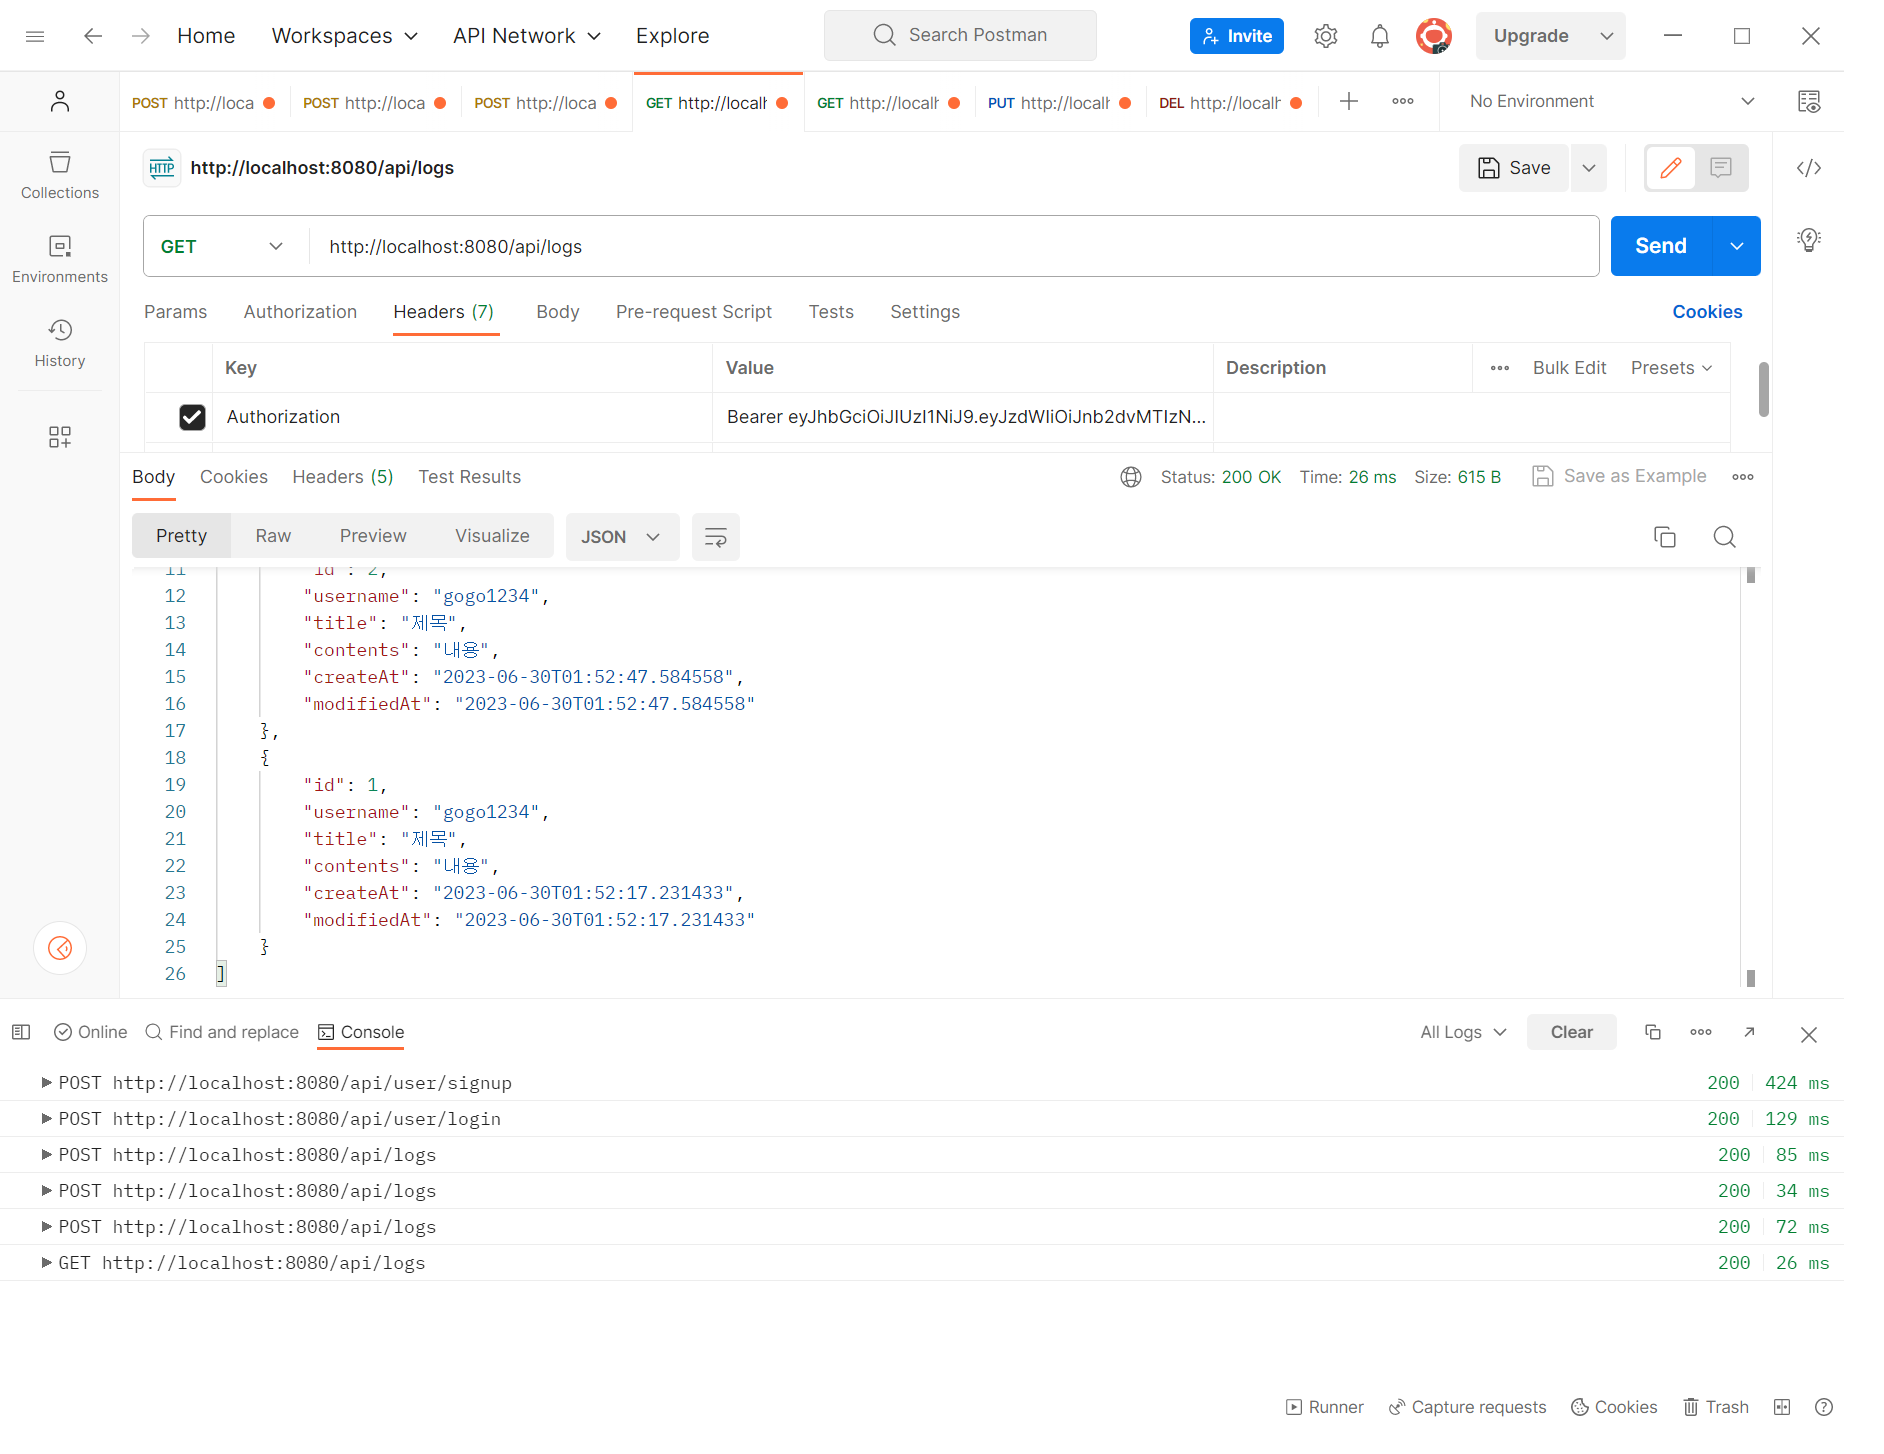 Home Workspaces API Network Explore Search Postman Invite Upgrade
POST http://loca POST http://loca POST http://loca GET http://localh GET http://localh PUT http://localh DEL http://localh No Environment
HTTP http://localhost:8080/api/logs Save
Collections
GET http://localhost:8080/api/logs Send
Environments
Params Authorization Headers (7) Body Pre-request Script Tests Settings Cookies
History
Key Value Description Bulk Edit Presets
Authorization Bearer eyJhbGciOiJIUzI1NiJ9.eyJzdWIiOiJnb2dvMTIzN...
Body Cookies Headers (5) Test Results Status: 200 OK Time: 26 ms Size: 615 B Save as Example
Pretty Raw Preview Visualize JSON
11 "id": 2,
12 "username": "gogo1234",
13 "title": "제목",
14 "contents": "내용",
15 "createAt": "2023-06-30T01:52:47.584558",
16 "modifiedAt": "2023-06-30T01:52:47.584558"
17 },
18 {
19 "id": 1,
20 "username": "gogo1234",
21 "title": "제목",
22 "contents": "내용",
23 "createAt": "2023-06-30T01:52:17.231433",
24 "modifiedAt": "2023-06-30T01:52:17.231433"
25 }
26 ]
Online Find and replace Console All Logs Clear
POST http://localhost:8080/api/user/signup 200 424 ms
POST http://localhost:8080/api/user/login 200 129 ms
POST http://localhost:8080/api/logs 200 85 ms
POST http://localhost:8080/api/logs 200 34 ms
POST http://localhost:8080/api/logs 200 72 ms
GET http://localhost:8080/api/logs 200 26 ms
Runner Capture requests Cookies Trash